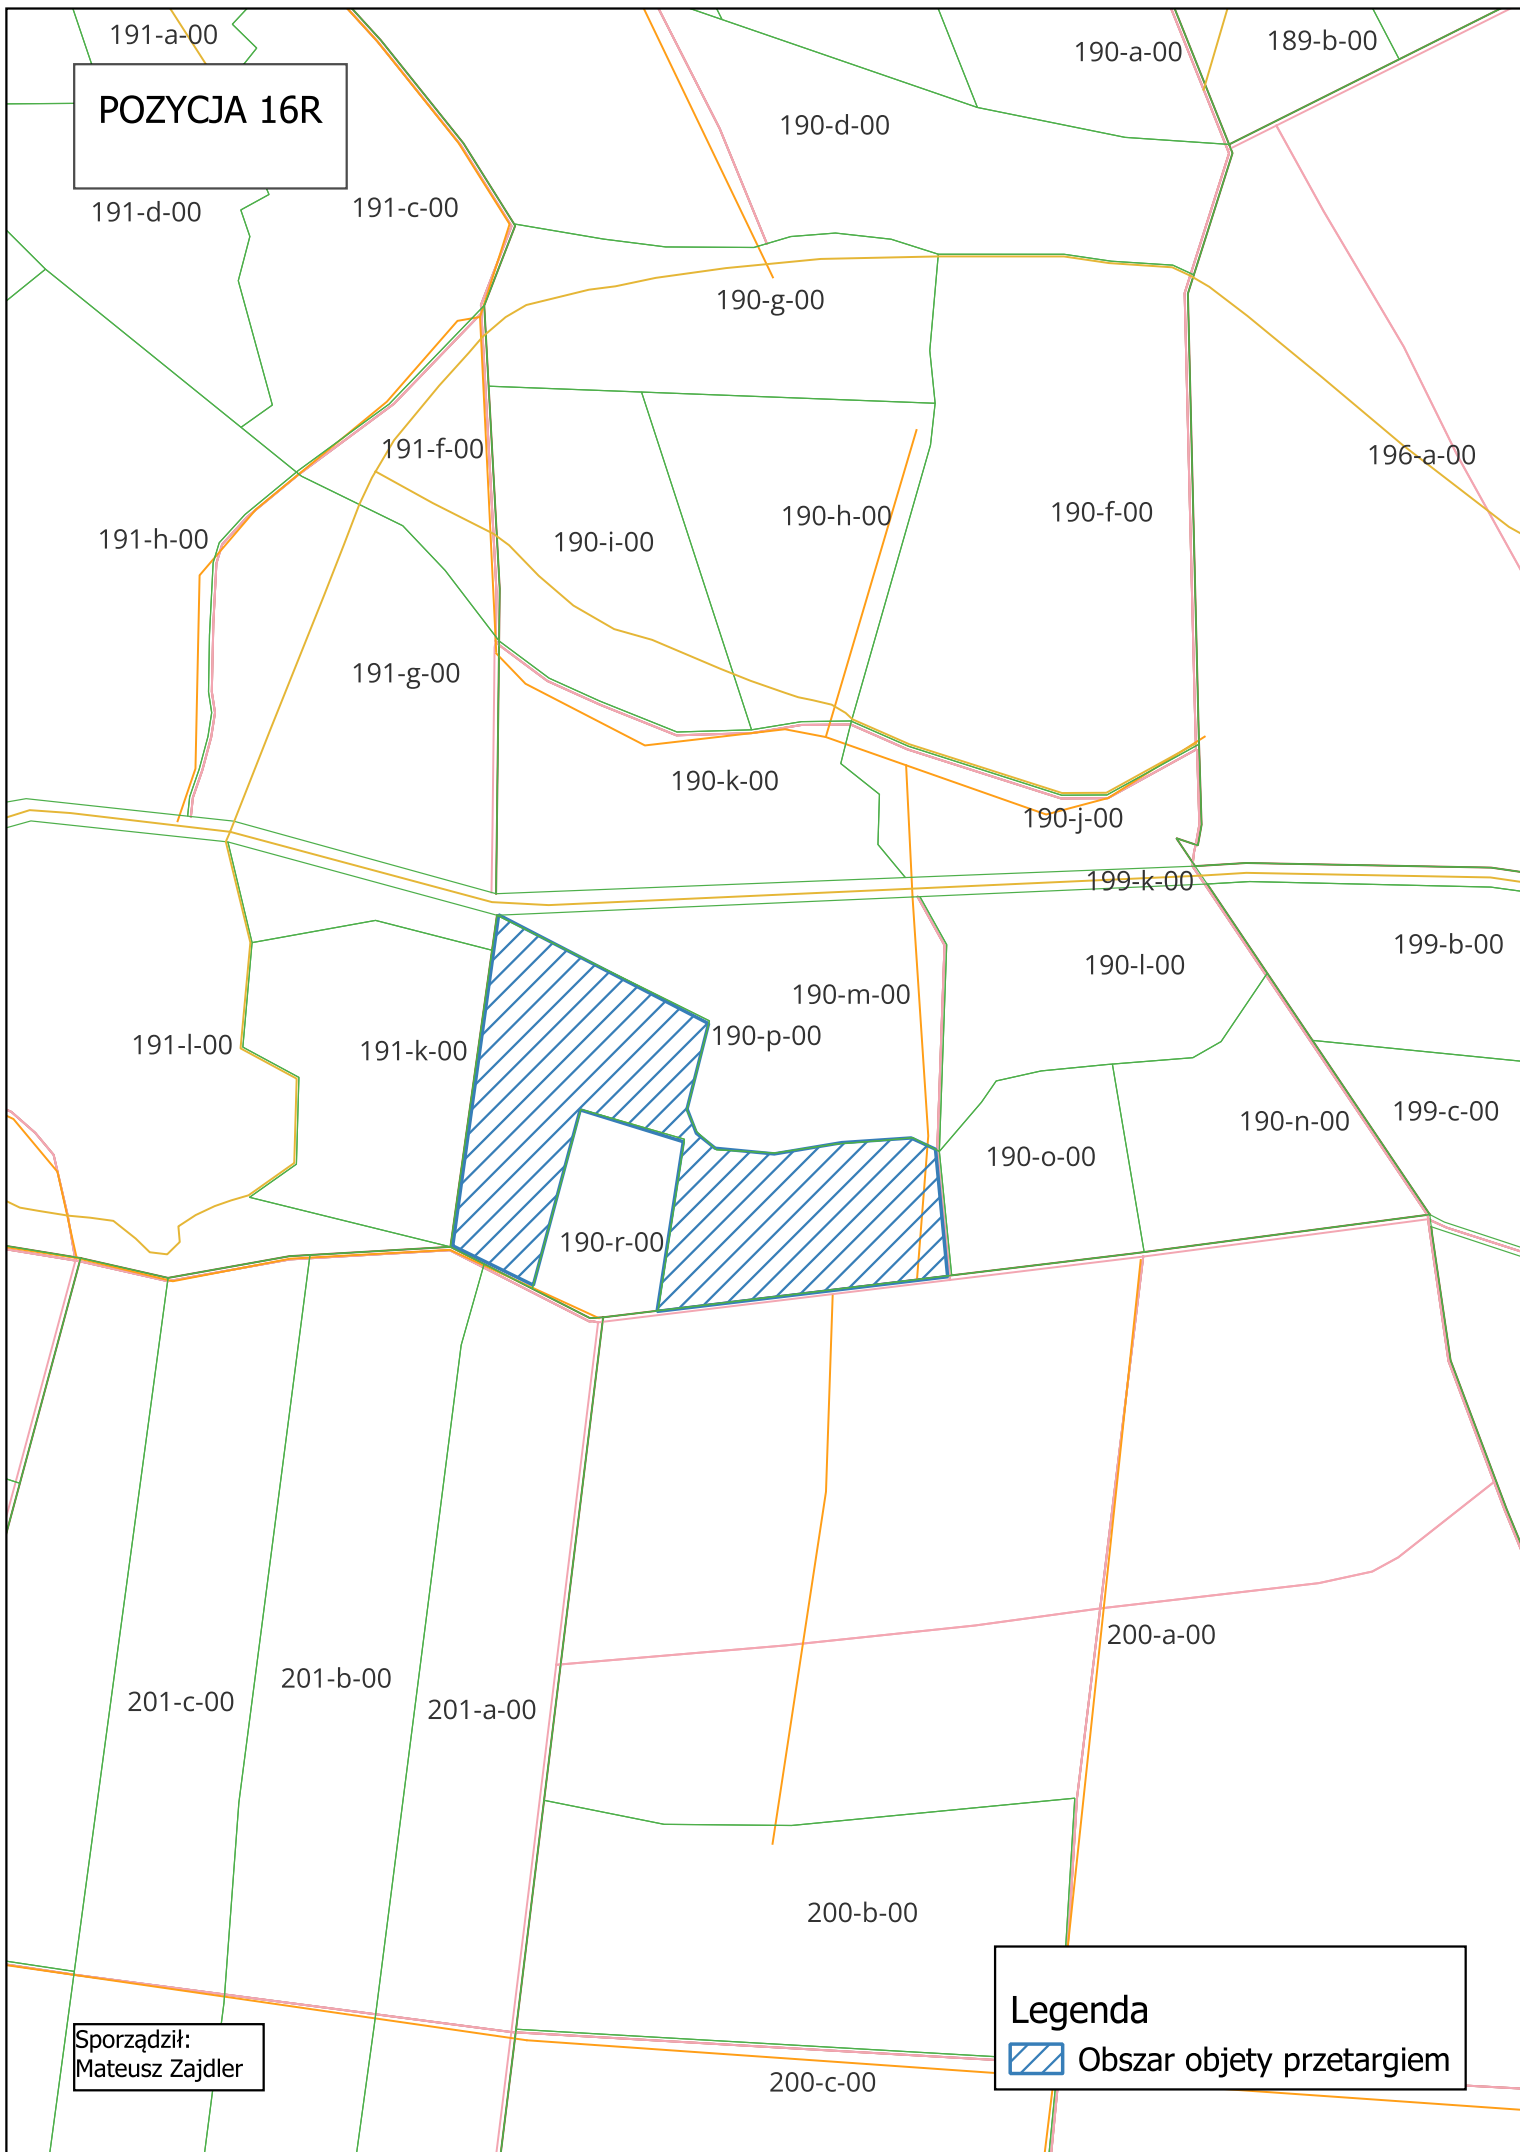 191-a-00
190-a-00
189-b-00
POZYCJA 16R
190-d-00
191-d-00
191-c-00
190-g-00
191-f-00
196-a-00
190-h-00
190-f-00
191-h-00
190-i-00
191-g-00
190-k-00
190-j-00
199-k-00
199-b-00
190-l-00
190-m-00
190-p-00
191-l-00
191-k-00
199-c-00
190-n-00
190-o-00
190-r-00
200-a-00
201-b-00
201-c-00
201-a-00
200-b-00
Legenda
Obszar objety przetargiem
Sporządził:
Mateusz Zajdler
200-c-00